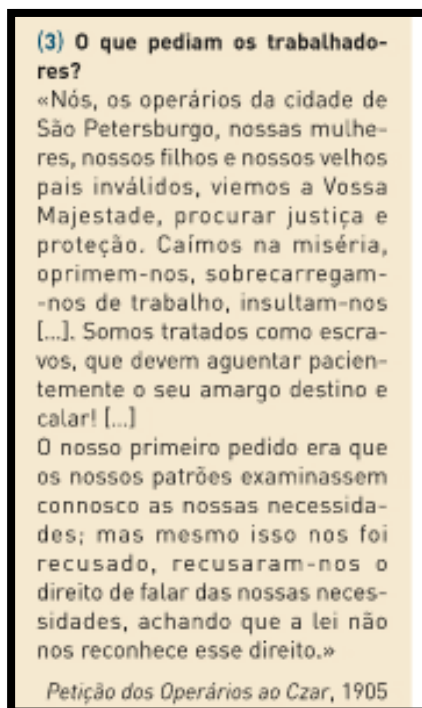 (3) O que pediam os trabalhado-
res?
«Nós, os operários da cidade de
São Petersburgo, nossas mulhe-
res, nossos filhos e nossos velhos
pais inválidos, viemos a Vossa
Majestade, procurar justiça e
proteção. Caímos na miséria,
oprimem-nos, sobrecarregam-
-nos de trabalho, insultam-nos
[...]. Somos tratados como escra-
vos, que devem aguentar pacien-
temente o seu amargo destino e
calar! [...]
O nosso primeiro pedido era que
os nossos patrões examinassem
connosco as nossas necessida-
des; mas mesmo isso nos foi
recusado, recusaram-nos o
direito de falar das nossas neces-
sidades, achando que a lei não
nos reconhece esse direito.»
Petição dos Operários ao Czar, 1905